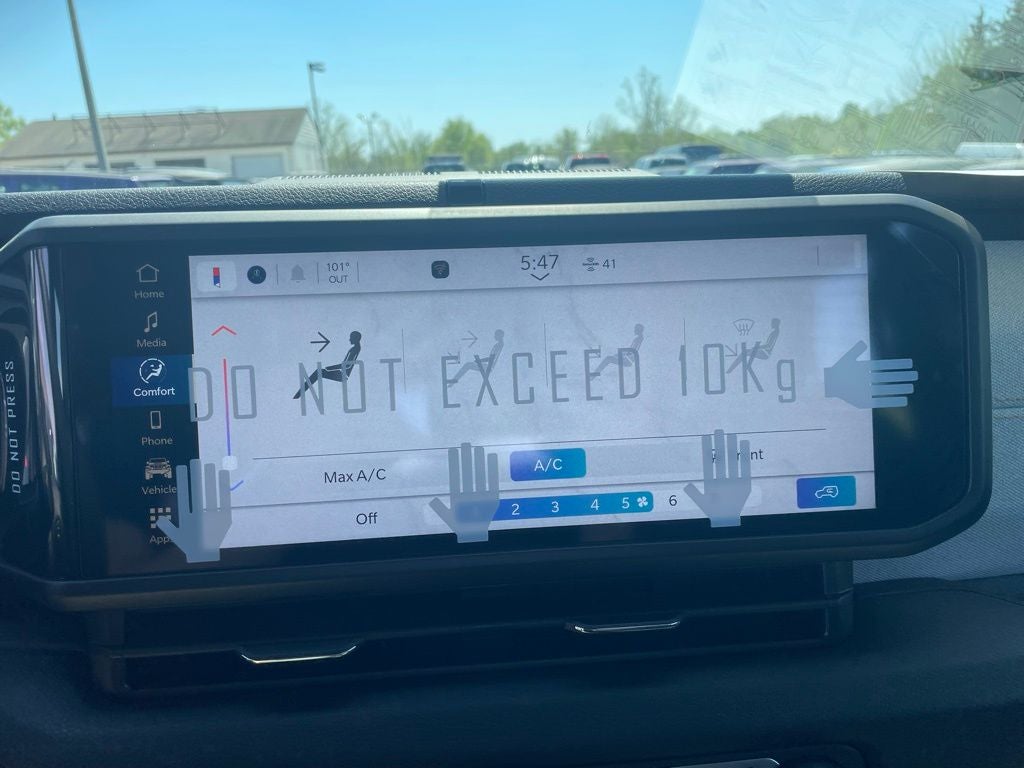 101°
OUT
5:47
41
Home
Media
Comfort
Phone
Vehicle
Apps
DO NOT PRESS
DO NOT EXCEED 10Kg
Max A/C
A/C
Off
2 3 4 5 6